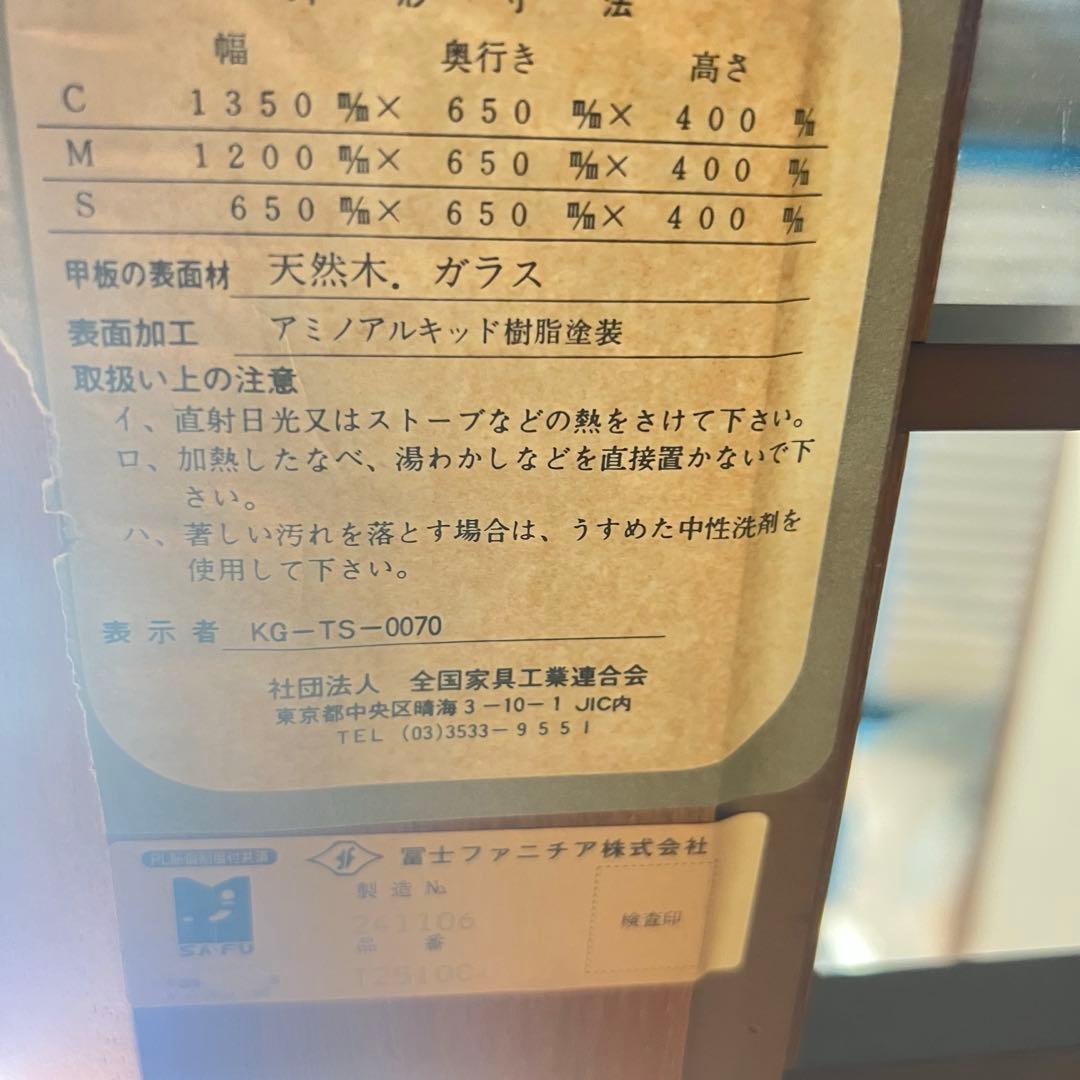 外形寸法
幅 奥行き 高さ
C 1350 ㎜× 650 ㎜× 400 ㎜
M 1200 ㎜× 650 ㎜× 400 ㎜
S 650 ㎜× 650 ㎜× 400 ㎜
甲板の表面材 天然木．ガラス
表面加工 アミノアルキッド樹脂塗装
取扱い上の注意
イ、直射日光又はストーブなどの熱をさけて下さい。
ロ、加熱したなべ、湯わかしなどを直接置かないで下
さい。
ハ、著しい汚れを落とす場合は、うすめた中性洗剤を
使用して下さい。
表示者 KG－TS－0070
社団法人 全国家具工業連合会
東京都中央区晴海3－10－1 JIC内
TEL (03)3533－9551
冨士ファニチア株式会社
製造 №
241106
検査印
SA-FU
品番
T2510C